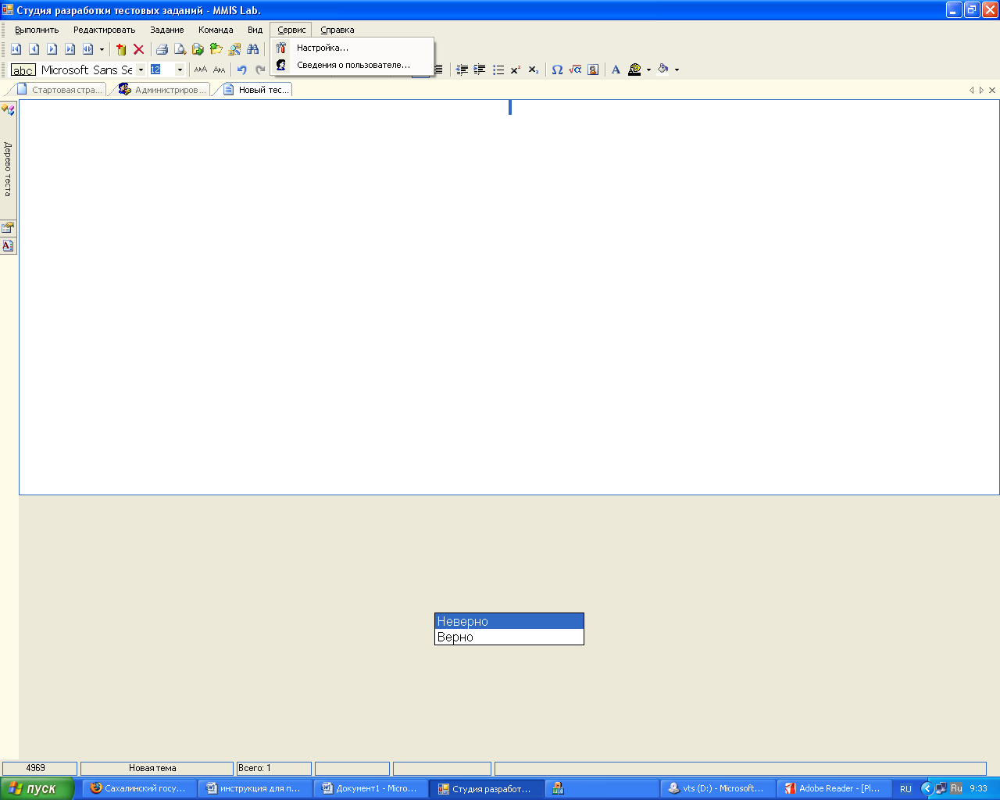 Студия разработки тестовых заданий - MMIS Lab.
Выполнить Редактировать Задание Команда Вид Сервис Справка
Настройка...
Сведения о пользователе...
abc Microsoft Sans Se 12
Стартовая стра... Администриров... Новый тес...
Дерево теста
Неверно
Верно
4969 Новая тема Всего: 1
пуск Сахалинский госу... инструкция для п... Документ1 - Micro... Студия разработ... vts (D:) - Microsoft... Adobe Reader - [Pl... RU Ru 9:33